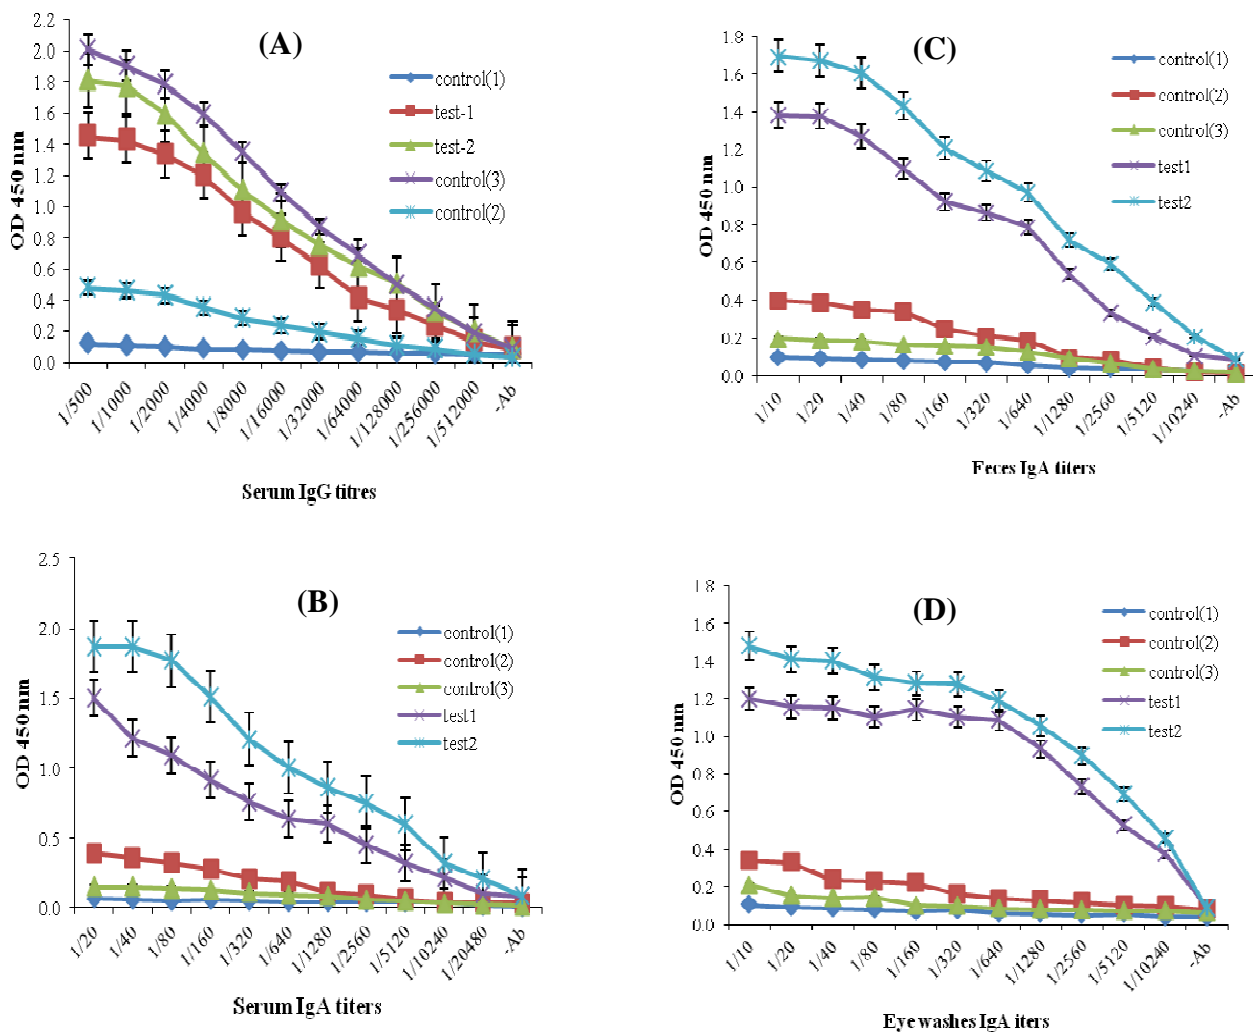 (A)
OD 450 nm
2.2
2.0
1.8
1.6
1.4
1.2
1.0
0.8
0.6
0.4
0.2
0.0
control(1)
test-1
test-2
control(3)
control(2)
1/500
1/1000
1/2000
1/4000
1/8000
1/16000
1/32000
1/64000
1/128000
1/256000
1/512000
-Ab
Serum IgG titres
(C)
OD 450 nm
1.8
1.6
1.4
1.2
1.0
0.8
0.6
0.4
0.2
0.0
control(1)
control(2)
control(3)
test1
test2
1/10
1/20
1/40
1/80
1/160
1/320
1/640
1/1280
1/2560
1/5120
1/10240
-Ab
Feces IgA titers
(B)
OD 450nm
2.5
2.0
1.5
1.0
0.5
0.0
control(1)
control(2)
control(3)
test1
test2
1/20
1/40
1/80
1/160
1/320
1/640
1/1280
1/2560
1/5120
1/10240
1/20480
-Ab
Serum IgA titers
(D)
OD 450 nm
1.8
1.6
1.4
1.2
1.0
0.8
0.6
0.4
0.2
0.0
control(1)
control(2)
control(3)
test1
test2
1/10
1/20
1/40
1/80
1/160
1/320
1/640
1/1280
1/2560
1/5120
1/10240
-Ab
Eye washes IgA iters